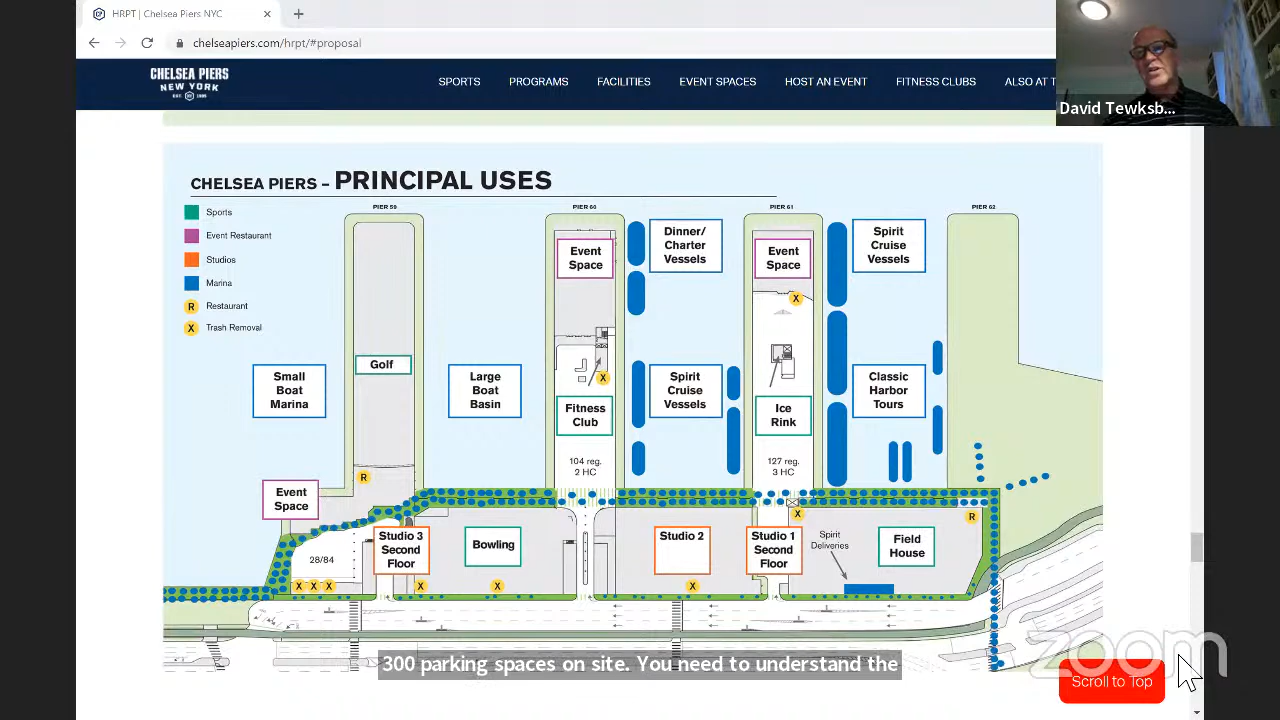 HRPT | Chelsea Piers NYC
chelseapiers.com/hrpt/#proposal
CHELSEA PIERS
NEW YORK
EST. 1995
SPORTS PROGRAMS FACILITIES EVENT SPACES HOST AN EVENT FITNESS CLUBS ALSO AT T
David Tewksb...
CHELSEA PIERS – PRINCIPAL USES
Sports
Event Restaurant
Studios
Marina
R Restaurant
X Trash Removal
PIER 59
PIER 60
PIER 61
PIER 62
Event
Space
Dinner/
Charter
Vessels
Event
Space
Spirit
Cruise
Vessels
X
Golf
Small
Boat
Marina
Large
Boat
Basin
X
Fitness
Club
Spirit
Cruise
Vessels
Ice
Rink
Classic
Harbor
Tours
104 reg.
2 HC
127 reg.
3 HC
R
Event
Space
X
R
28/84
Studio 3
Second
Floor
Bowling
Studio 2
Studio 1
Second
Floor
Spirit
Deliveries
Field
House
X X X
X
X
X
300 parking spaces on site. You need to understand the
zoom
Scroll to Top